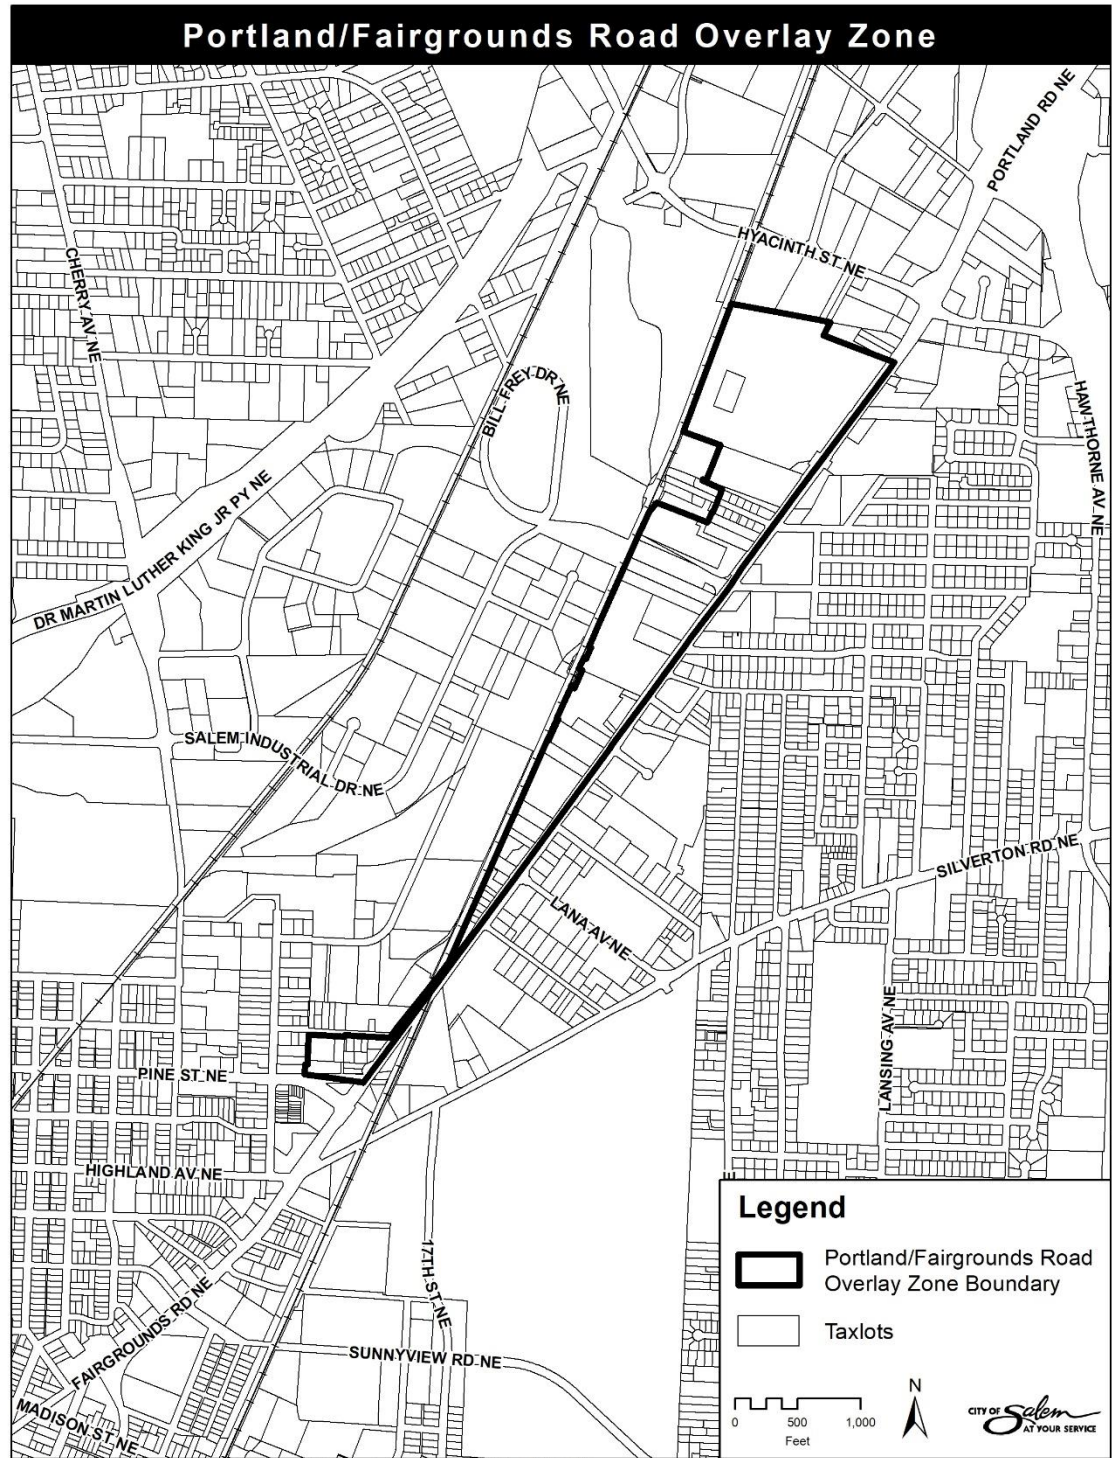 Portland/Fairgrounds Road Overlay Zone
PORTLAND RD NE
HYACINTH ST NE
CHERRY AV NE
BILL FREY DR NE
HAWTHORNE AV NE
DR MARTIN LUTHER KING JR PY NE
SALEM INDUSTRIAL DR NE
SILVERTON RD NE
LANA AV NE
LANSING AV NE
PINE ST NE
HIGHLAND AV NE
17TH ST NE
FAIRGROUNDS RD NE
SUNNYVIEW RD NE
MADISON ST NE
Legend
Portland/Fairgrounds Road
Overlay Zone Boundary
Taxlots
N
0 500 1,000
Feet
CITY OF Salem
AT YOUR SERVICE